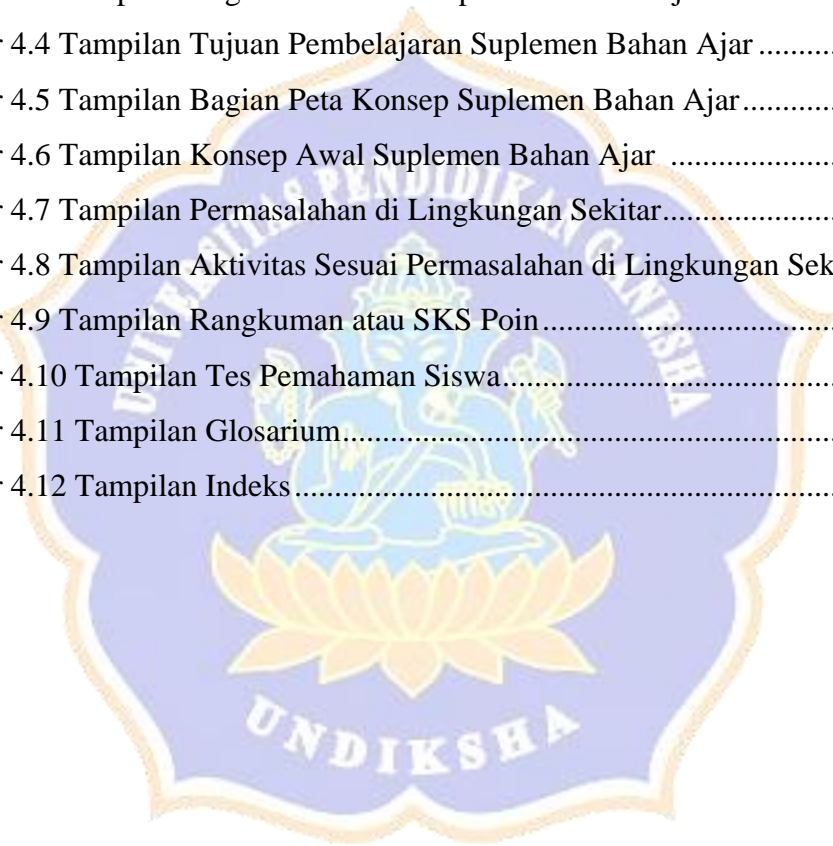 r 4.4 Tampilan Tujuan Pembelajaran Suplemen Bahan Ajar ..........
r 4.5 Tampilan Bagian Peta Konsep Suplemen Bahan Ajar............
r 4.6 Tampilan Konsep Awal Suplemen Bahan Ajar ....................
r 4.7 Tampilan Permasalahan di Lingkungan Sekitar.....................
r 4.8 Tampilan Aktivitas Sesuai Permasalahan di Lingkungan Sek
r 4.9 Tampilan Rangkuman atau SKS Poin....................................
r 4.10 Tampilan Tes Pemahaman Siswa.........................................
r 4.11 Tampilan Glosarium.............................................................
r 4.12 Tampilan Indeks...................................................................
UNIVERSITAS PENDIDIKAN GANESHA
UNDIKSHA